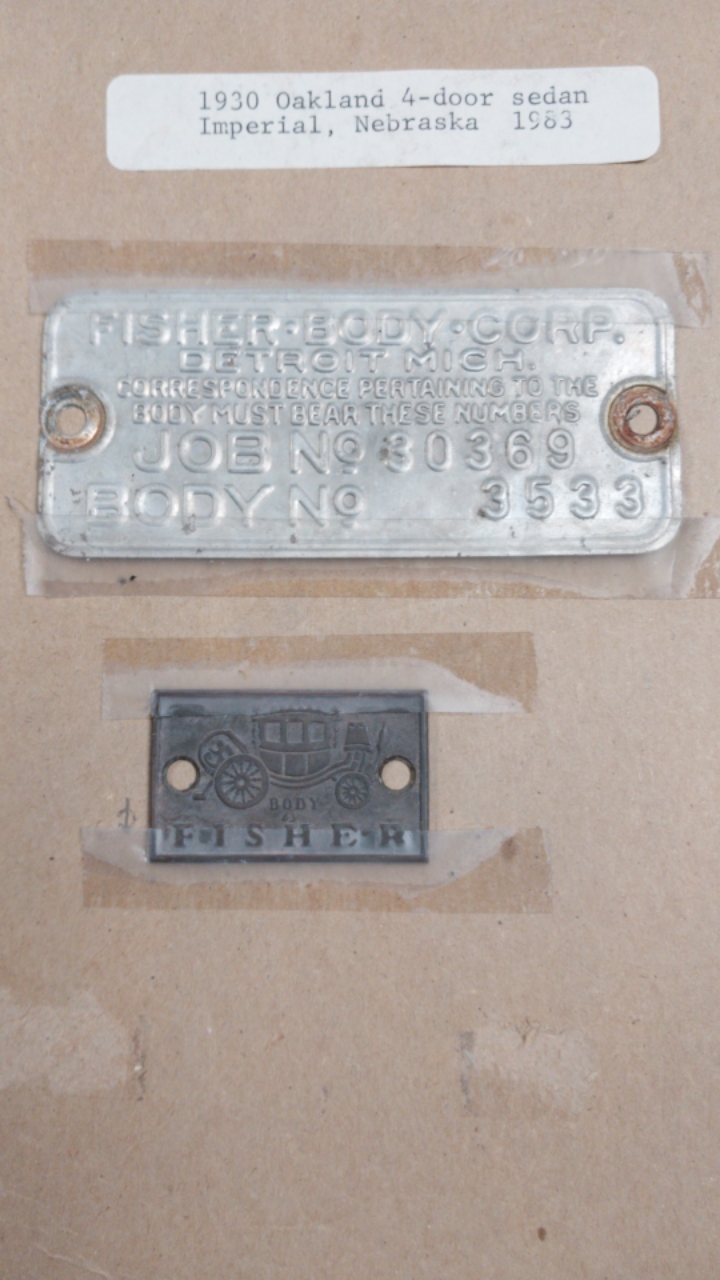 1930 Oakland 4-door sedan
Imperial, Nebraska 1983
FISHER·BODY·CORP.
DETROIT MICH.
CORRESPONDENCE PERTAINING TO THE
BODY MUST BEAR THESE NUMBERS
JOB Nº 30369
BODY Nº 3533
BODY
by
FISHER